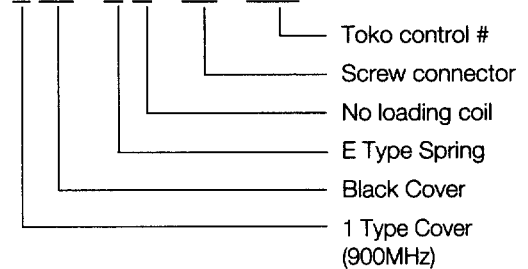 Toko control #
Screw connector
No loading coil
E Type Spring
Black Cover
1 Type Cover
(900MHz)